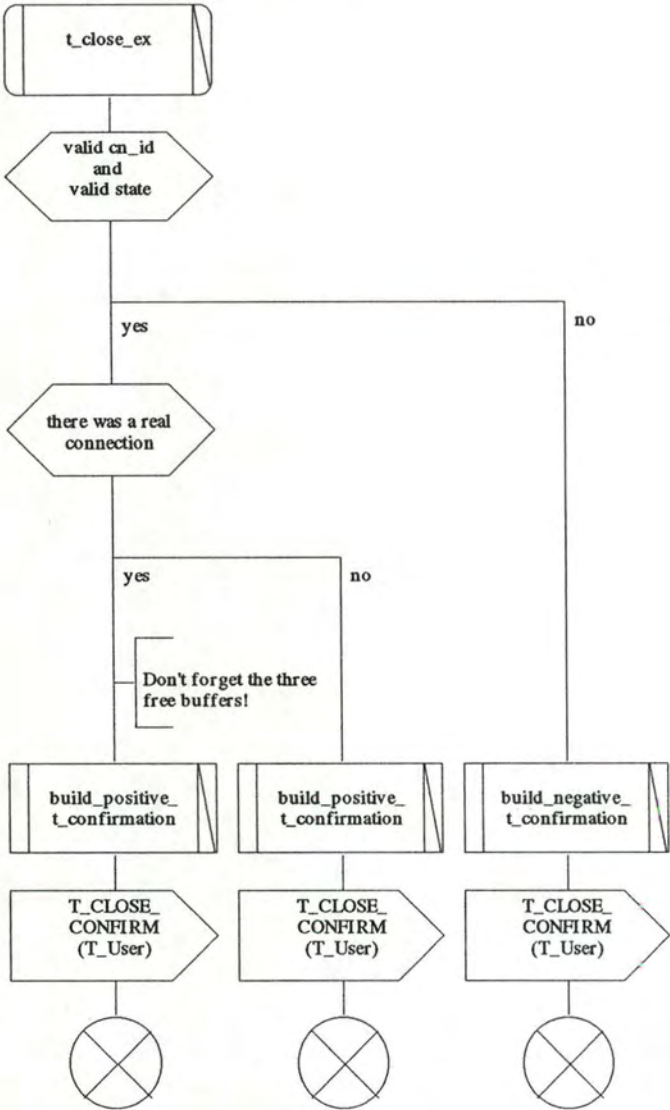 t_close_ex
valid cn_id
and
valid state
yes
no
there was a real
connection
yes
no
Don't forget the three
free buffers!
build_positive_
t_confirmation
build_positive_
t_confirmation
build_negative_
t_confirmation
T_CLOSE_
CONFIRM
(T_User)
T_CLOSE_
CONFIRM
(T_User)
T_CLOSE_
CONFIRM
(T_User)